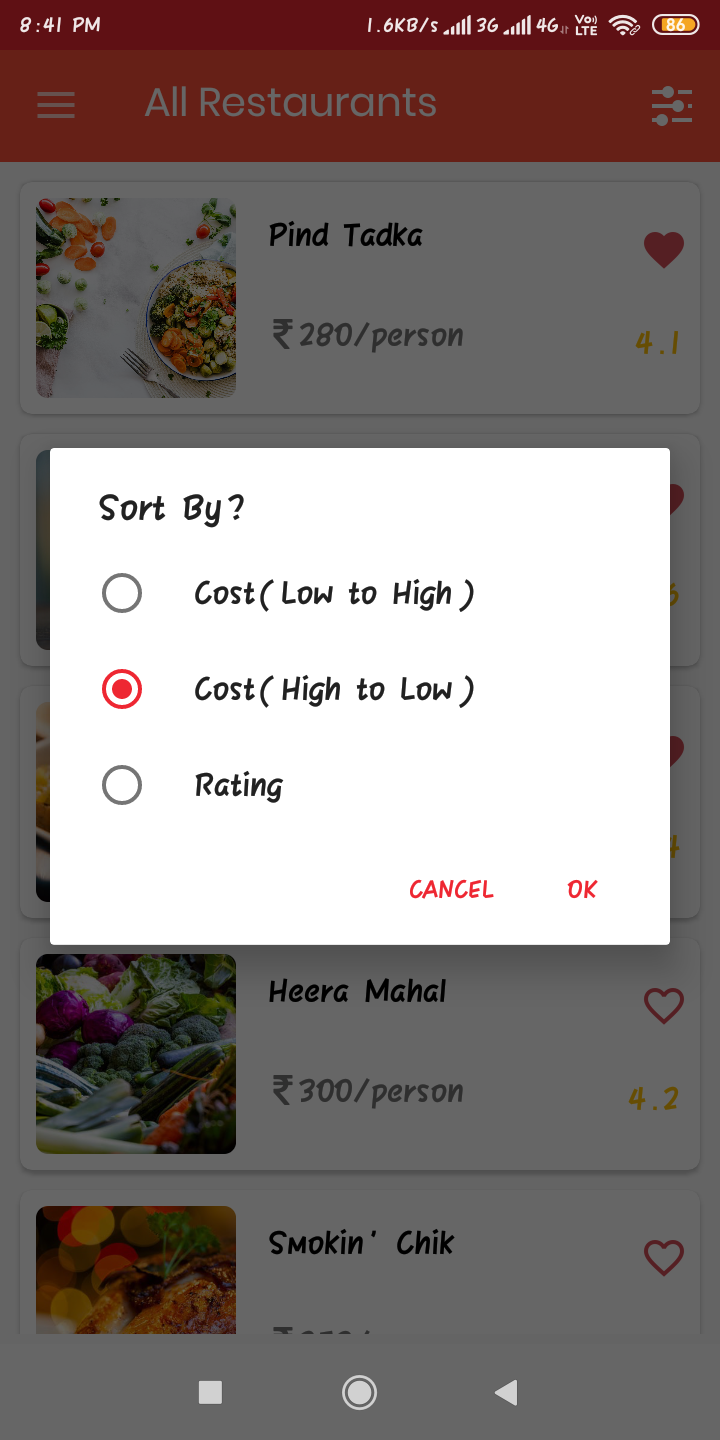 8:41 PM 1.6KB/s 3G 4G Vo)) LTE 86
All Restaurants
Pind Tadka
₹280/person
4.1
Sort By?
Cost(Low to High)
Cost(High to Low)
Rating
CANCEL OK
Heera Mahal
₹300/person
4.2
Smokin' Chik